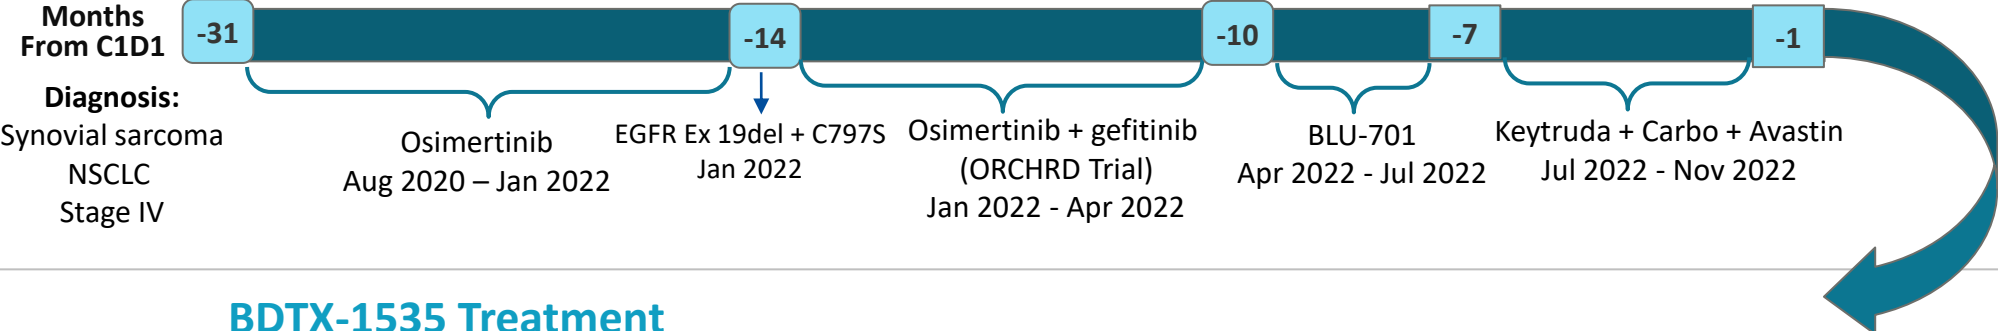 Months
From C1D1
-31
-14
-10
-7
-1
Diagnosis:
Synovial sarcoma
NSCLC
Stage IV
Osimertinib
Aug 2020 – Jan 2022
EGFR Ex 19del + C797S
Jan 2022
Osimertinib + gefitinib
(ORCHRD Trial)
Jan 2022 - Apr 2022
BLU-701
Apr 2022 - Jul 2022
Keytruda + Carbo + Avastin
Jul 2022 - Nov 2022
BDTX-1535 Treatment